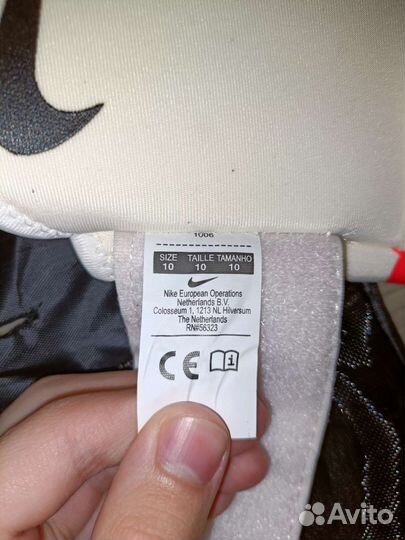 1006
SIZE TAILLE TAMANHO
10 10 10
Nike European Operations
Netherlands B.V.
Colosseum 1, 1213 NL Hilversum
The Netherlands
RN#56323
CE i
Avito